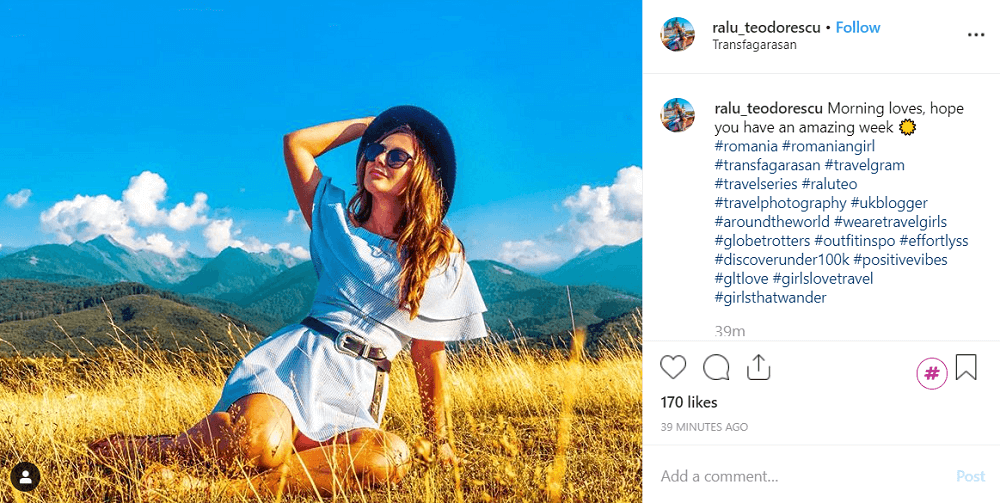 ralu_teodorescu • Follow
Transfagarasan
ralu_teodorescu Morning loves, hope
you have an amazing week
#romania #romaniangirl
#transfagarasan #travelgram
#travelseries #raluteo
#travelphotography #ukblogger
#aroundtheworld #wearetravelgirls
#globetrotters #outfitinspo #effortlyss
#discoverunder100k #positivevibes
#gltlove #girlslovetravel
#girlsthatwander
39m
#
170 likes
39 MINUTES AGO
Add a comment...
Post